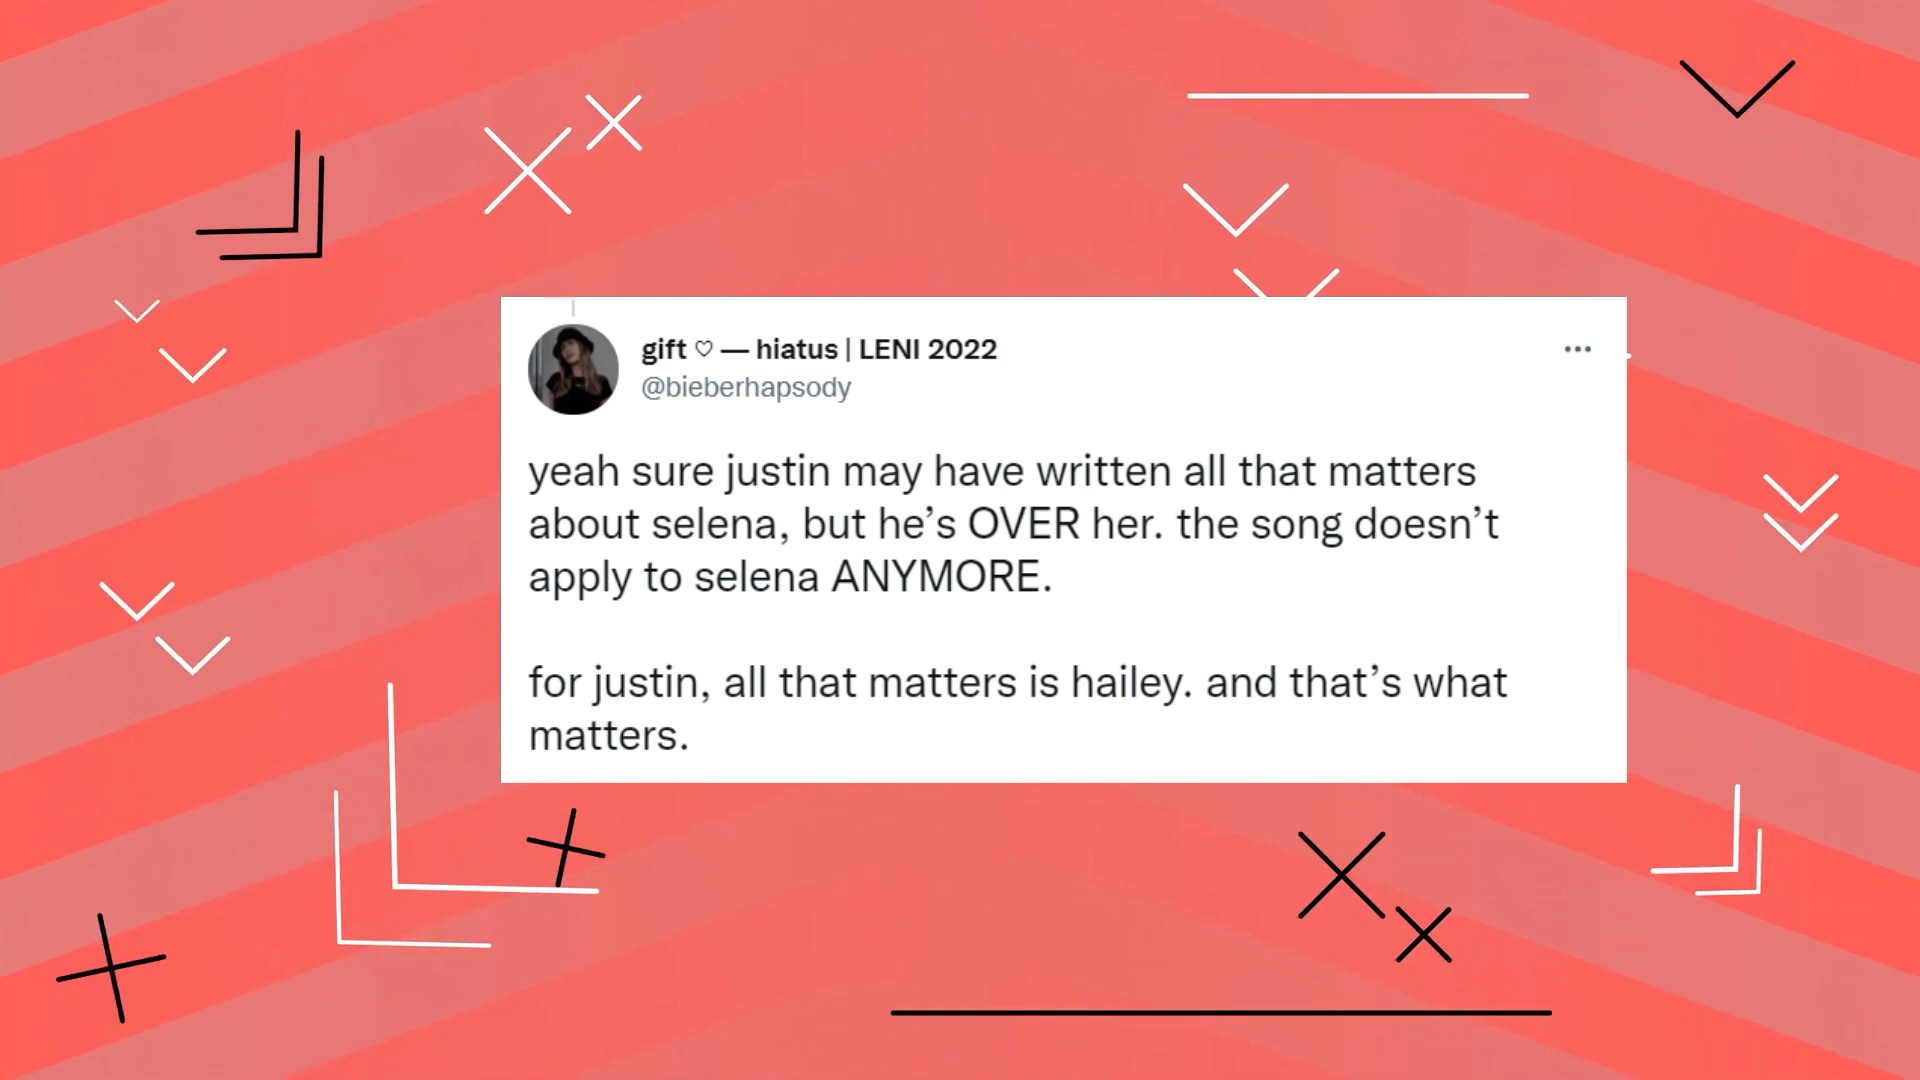 gift ♡ — hiatus | LENI 2022
@bieberhapsody
yeah sure justin may have written all that matters
about selena, but he’s OVER her. the song doesn’t
apply to selena ANYMORE.
for justin, all that matters is hailey. and that’s what
matters.